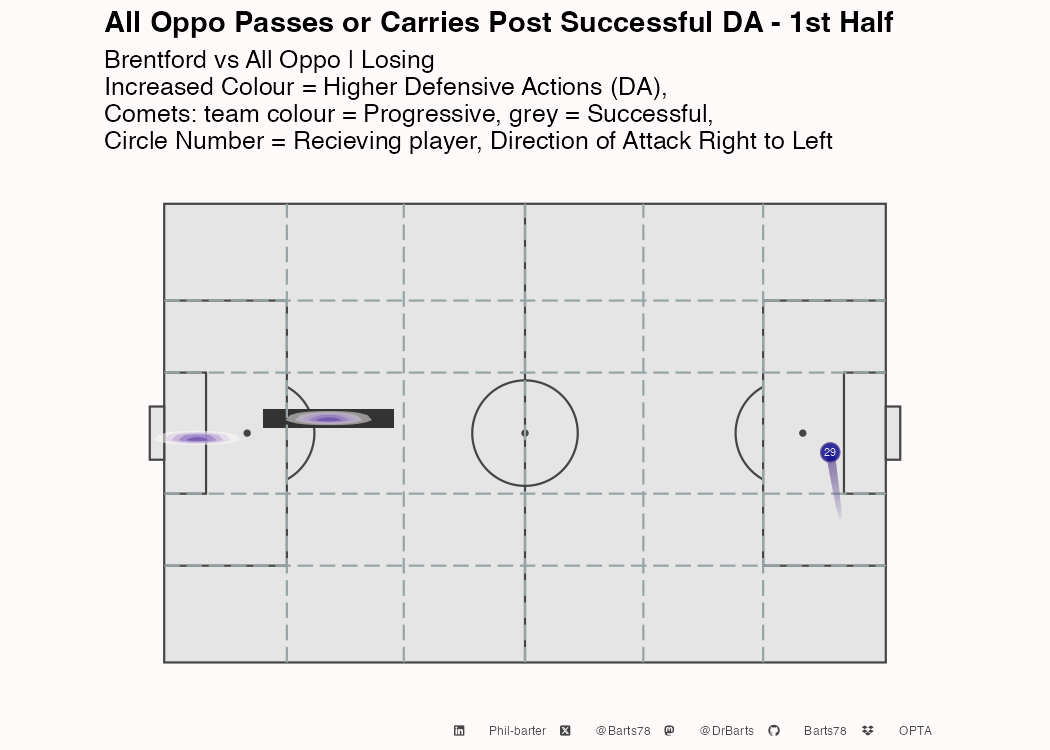 All Oppo Passes or Carries Post Successful DA - 1st Half
Brentford vs All Oppo | Losing
Increased Colour = Higher Defensive Actions (DA),
Comets: team colour = Progressive, grey = Successful,
Circle Number = Recieving player, Direction of Attack Right to Left
29
Phil-barter @Barts78 @DrBarts Barts78 OPTA